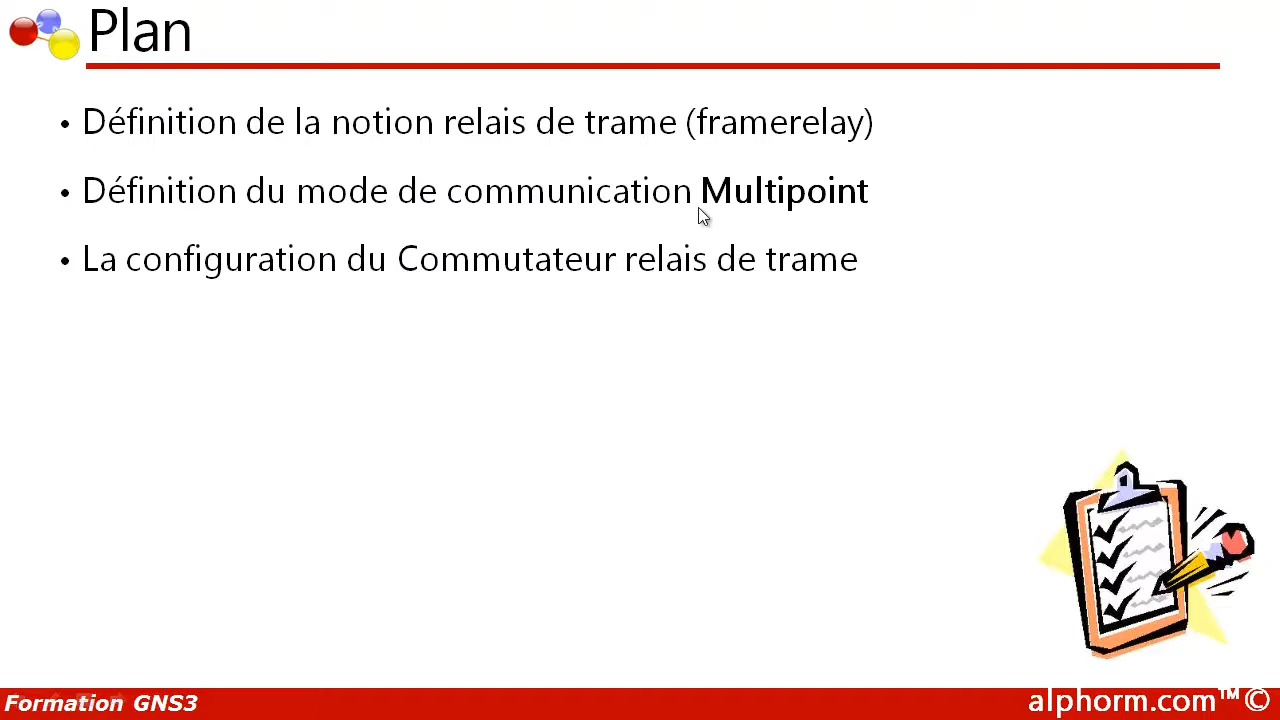 Plan
• Définition de la notion relais de trame (framerelay)
• Définition du mode de communication Multipoint
• La configuration du Commutateur relais de trame
Formation GNS3
alphorm.com™©